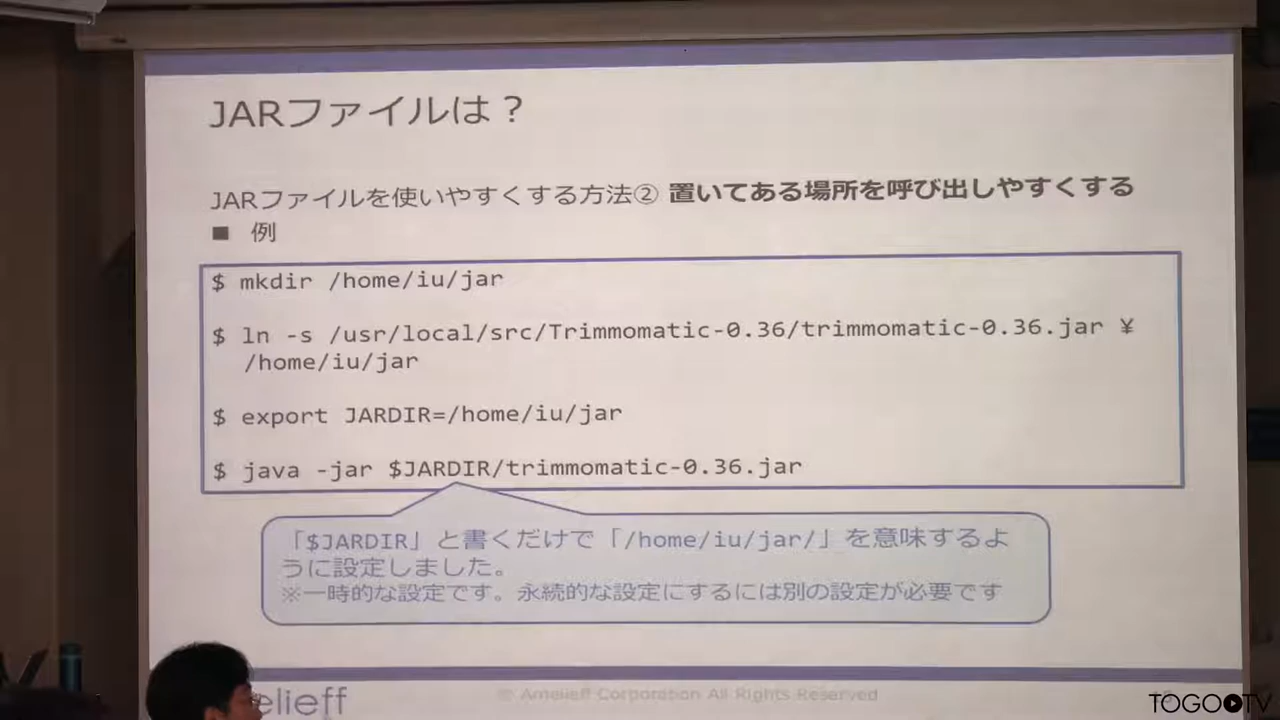 JARファイルは？
JARファイルを使いやすくする方法② 置いてある場所を呼び出しやすくする
■ 例
$ mkdir /home/iu/jar
$ ln -s /usr/local/src/Trimmomatic-0.36/trimmomatic-0.36.jar ¥
/home/iu/jar
$ export JARDIR=/home/iu/jar
$ java -jar $JARDIR/trimmomatic-0.36.jar
「$JARDIR」と書くだけで「/home/iu/jar/」を意味するよ
うに設定しました。
※一時的な設定です。永続的な設定にするには別の設定が必要です
elieff
© Amelieff Corporation All Rights Reserved
TOGOTV